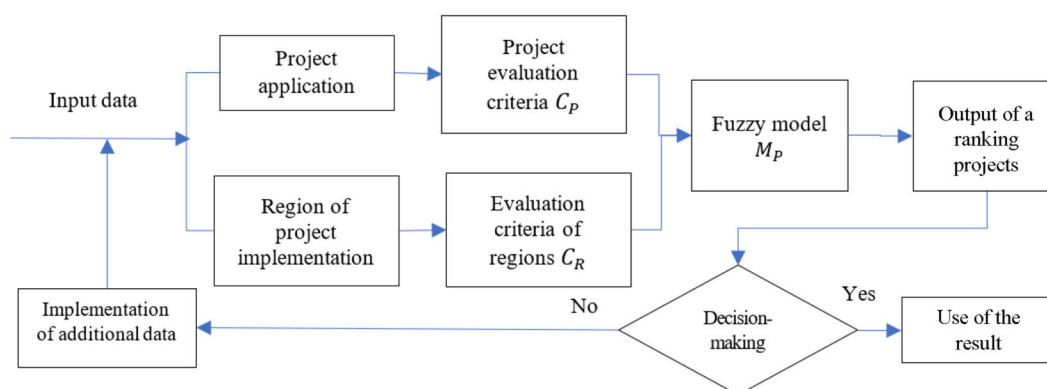 Input data
Project
application
Project
evaluation
criteria C_P
Fuzzy model
M_P
Output of a
ranking
projects
Region of
project
implementation
Evaluation
criteria of
regions C_R
Implementation
of additional data
No
Decision-
making
Yes
Use of the
result